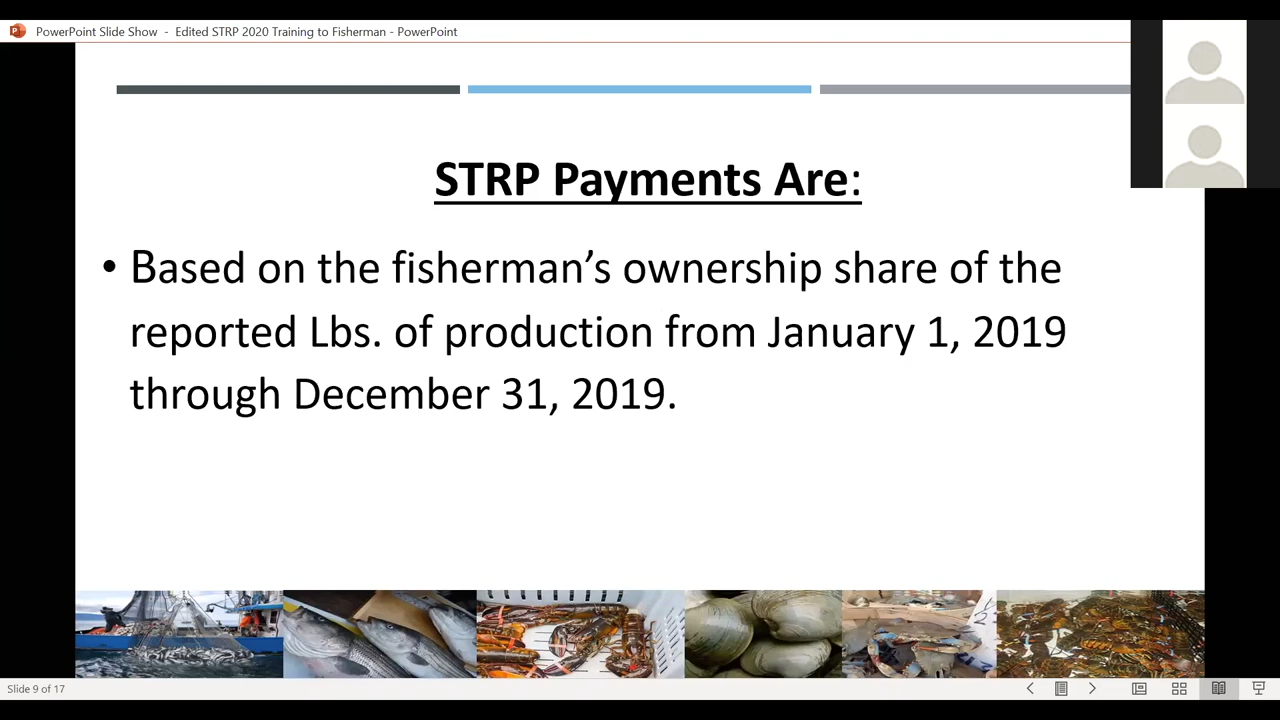 PowerPoint Slide Show - Edited STRP 2020 Training to Fisherman - PowerPoint
STRP Payments Are:
• Based on the fisherman’s ownership share of the
reported Lbs. of production from January 1, 2019
through December 31, 2019.
Slide 9 of 17